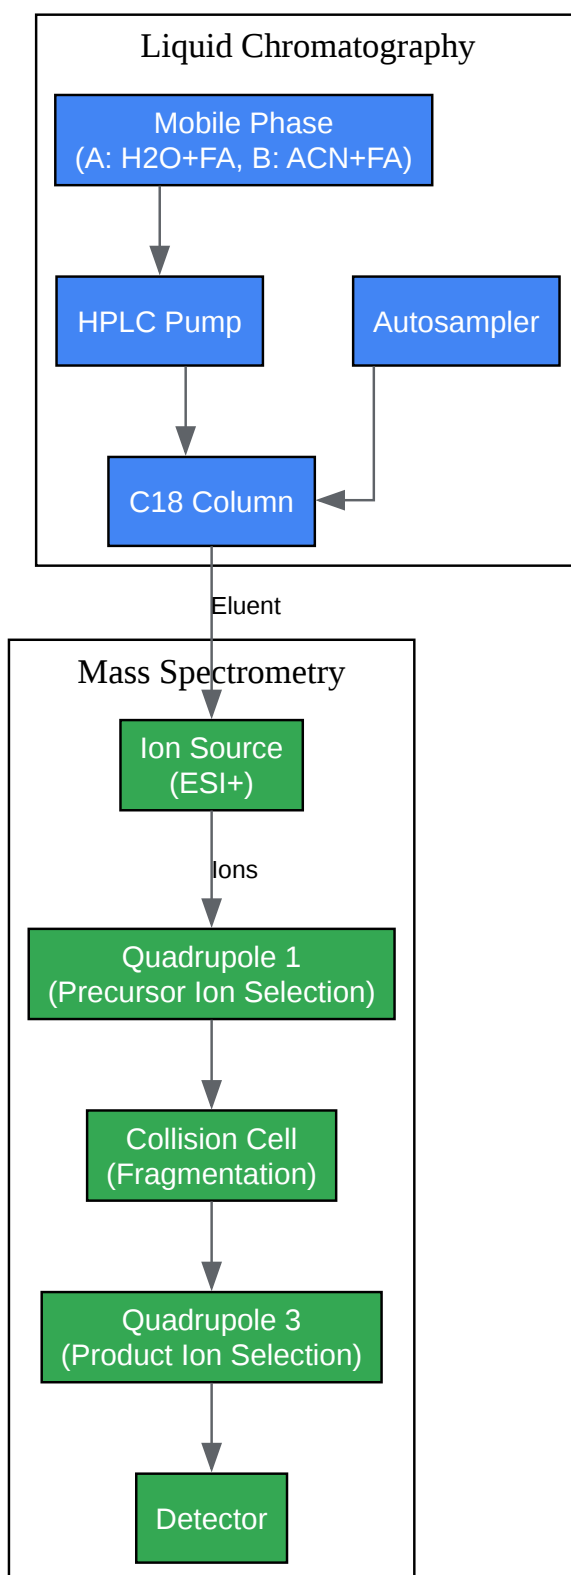 Liquid Chromatography
Mobile Phase
(A: H2O+FA, B: ACN+FA)
HPLC Pump
Autosampler
C18 Column
Eluent
Mass Spectrometry
Ion Source
(ESI+)
Ions
Quadrupole 1
(Precursor Ion Selection)
Collision Cell
(Fragmentation)
Quadrupole 3
(Product Ion Selection)
Detector